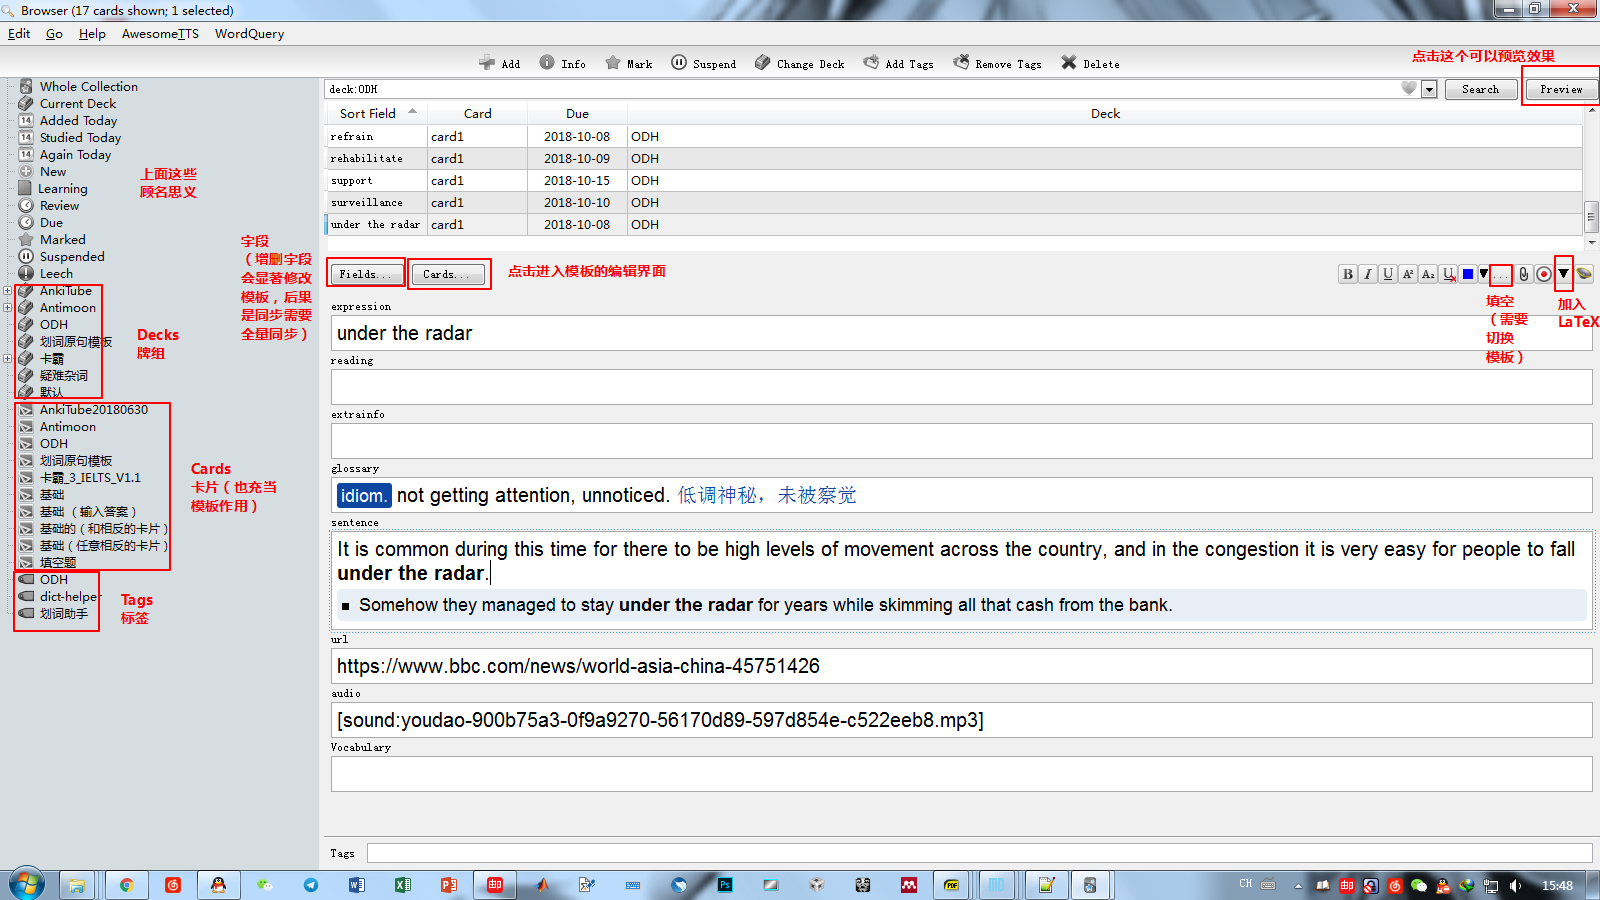 Browser (17 cards shown; 1 selected)
Edit Go Help AwesomeTTS WordQuery
Add Info Mark Suspend Change Deck Add Tags Remove Tags Delete
点击这个可以预览效果
deck:ODH Search Preview
Whole Collection
Current Deck
Added Today
Studied Today
Again Today
New
Learning
Review
Due
Marked
Suspended
Leech
AnkiTube
Antimoon
ODH
划词原句模板
卡霸
疑难杂词
默认
AnkiTube20180630
Antimoon
ODH
划词原句模板
卡霸_3_IELTS_V1.1
基础
基础（输入答案）
基础的（和相反的卡片）
基础（任意相反的卡片）
填空题
ODH
dict-helper
划词助手
上面这些
顾名思义
字段
（增删字段
会显著修改
模板，后果
是同步需要
全量同步）
Decks
牌组
Cards
卡片（也充当
模板作用）
Tags
标签
Sort Field Card Due Deck
refrain card1 2018-10-08 ODH
rehabilitate card1 2018-10-09 ODH
support card1 2018-10-15 ODH
surveillance card1 2018-10-10 ODH
under the radar card1 2018-10-08 ODH
Fields... Cards... 点击进入模板的编辑界面
B I U A² A₂ U ...
填空
（需要
切换
模板）
加入
LaTeX
expression
under the radar
reading
extrainfo
glossary
idiom. not getting attention, unnoticed. 低调神秘，未被察觉
sentence
It is common during this time for there to be high levels of movement across the country, and in the congestion it is very easy for people to fall
under the radar.
Somehow they managed to stay under the radar for years while skimming all that cash from the bank.
url
https://www.bbc.com/news/world-asia-china-45751426
audio
[sound:youdao-900b75a3-0f9a9270-56170d89-597d854e-c522eeb8.mp3]
Vocabulary
Tags
CH 15:48